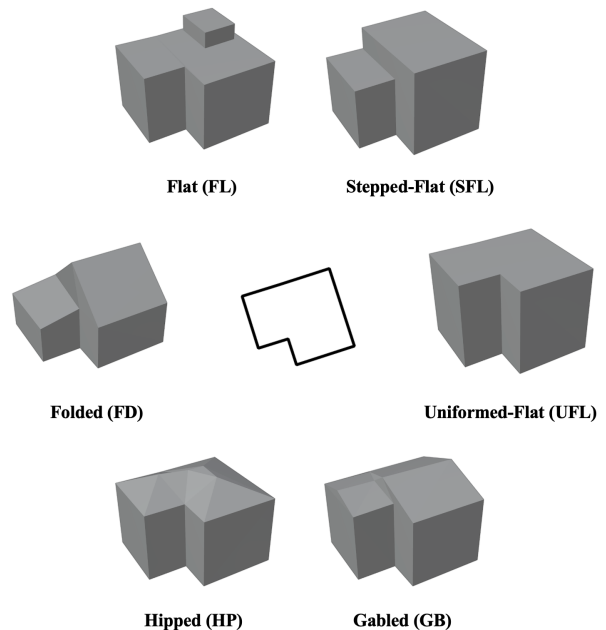 Flat (FL)
Stepped-Flat (SFL)
Folded (FD)
Uniformed-Flat (UFL)
Hipped (HP)
Gabled (GB)